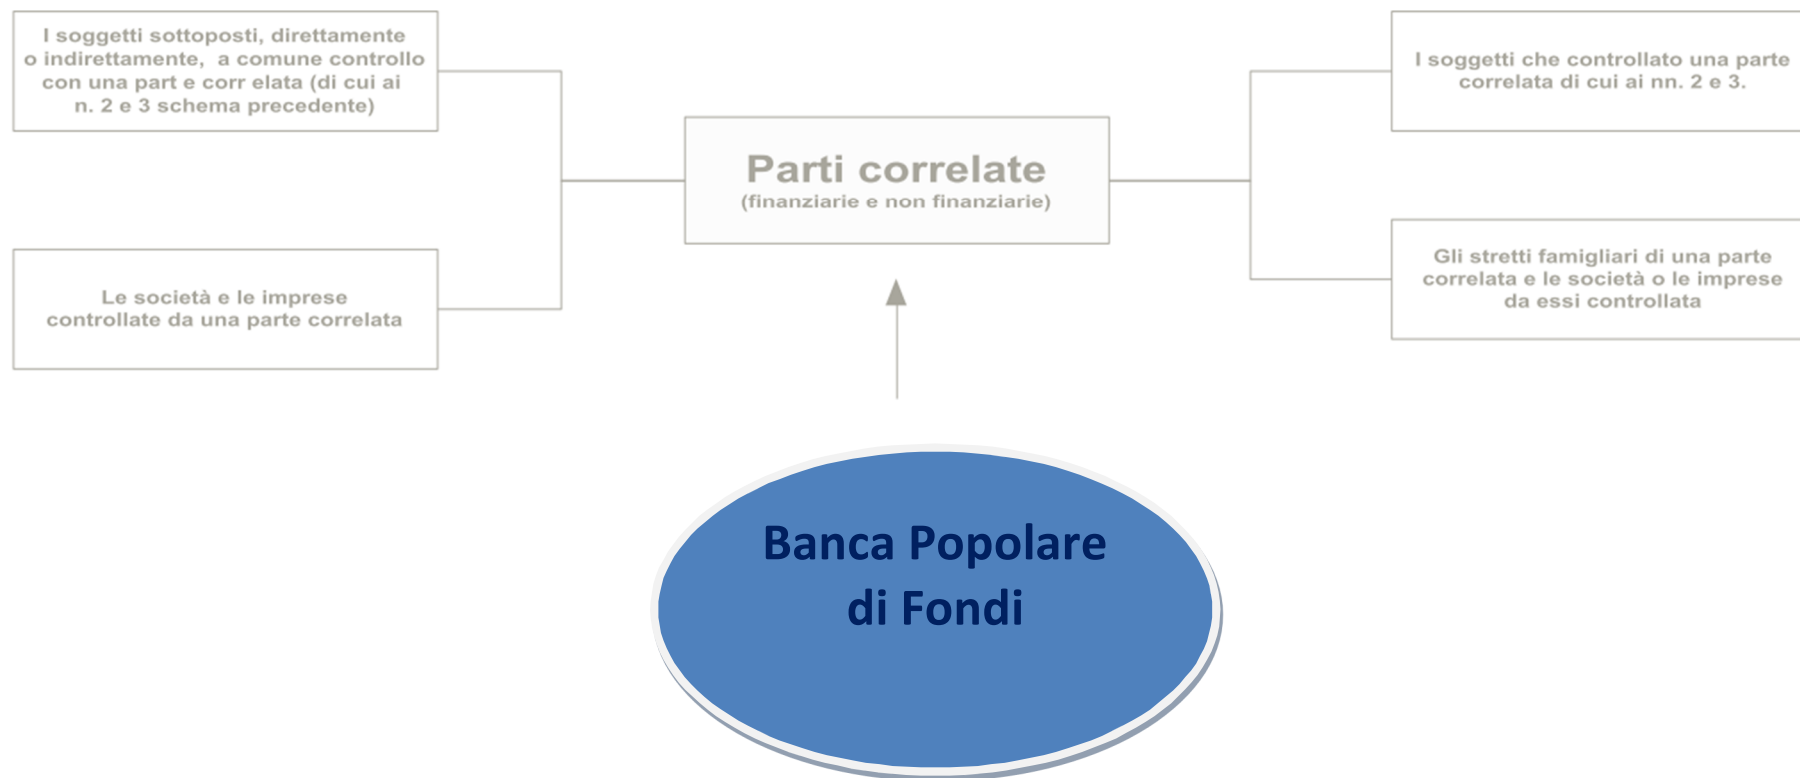 I soggetti sottoposti, direttamente
o indirettamente, a comune controllo
con una part e corr elata (di cui ai
n. 2 e 3 schema precedente)
Le società e le imprese
controllate da una parte correlata
Parti correlate
(finanziarie e non finanziarie)
I soggetti che controllato una parte
correlata di cui ai nn. 2 e 3.
Gli stretti famigliari di una parte
correlata e le società o le imprese
da essi controllata
Banca Popolare
di Fondi